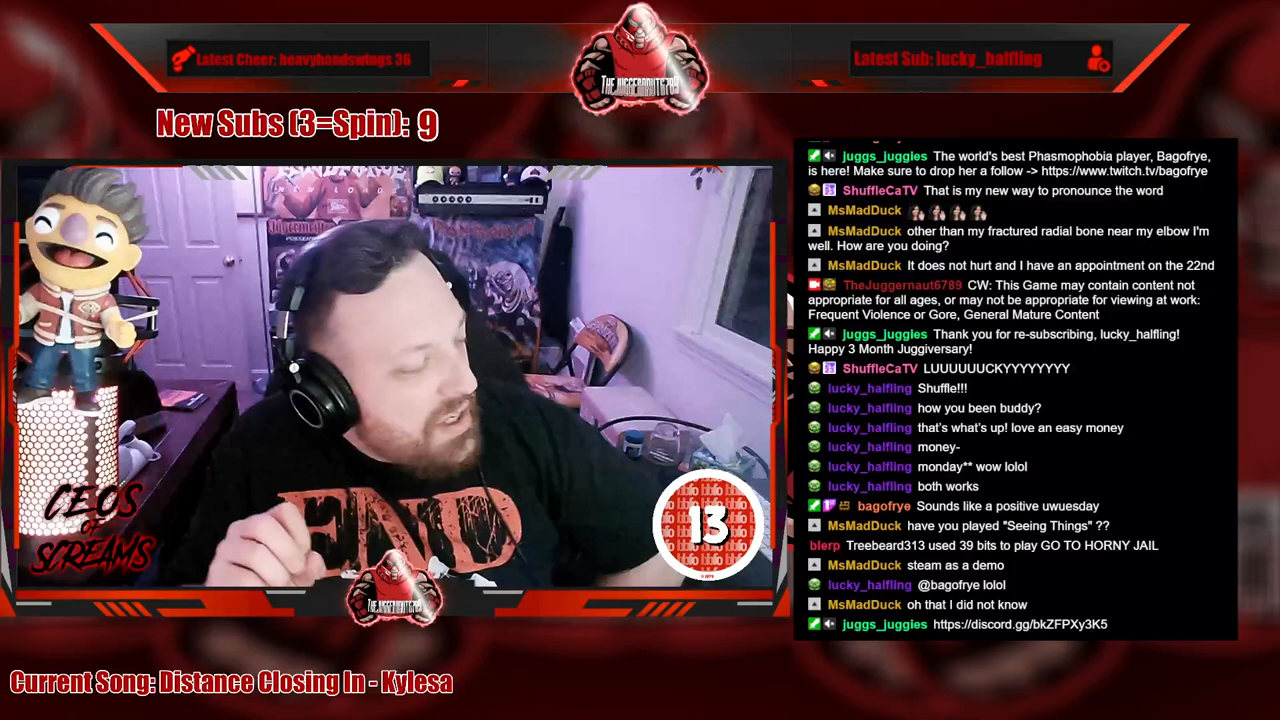 Latest Cheer: heavyhandswings 36
THEJUGGERNAUT6789
Latest Sub: lucky_halfling
New Subs (3=Spin): 9
CEOS
OF
SCREAMS
END
13
THEJUGGERNAUT6789
Current Song: Distance Closing In - Kylesa
juggs_juggies The world's best Phasmophobia player, Bagofrye,
is here! Make sure to drop her a follow -> https://www.twitch.tv/bagofrye
ShuffleCaTV That is my new way to pronounce the word
MsMadDuck
MsMadDuck other than my fractured radial bone near my elbow I'm
well. How are you doing?
MsMadDuck It does not hurt and I have an appointment on the 22nd
TheJuggernaut6789 CW: This Game may contain content not
appropriate for all ages, or may not be appropriate for viewing at work:
Frequent Violence or Gore, General Mature Content
juggs_juggies Thank you for re-subscribing, lucky_halfling!
Happy 3 Month Juggiversary!
ShuffleCaTV LUUUUUUCKYYYYYYYY
lucky_halfling Shuffle!!!
lucky_halfling how you been buddy?
lucky_halfling that's what's up! love an easy money
lucky_halfling money-
lucky_halfling monday** wow lolol
lucky_halfling both works
bagofrye Sounds like a positive uwuesday
MsMadDuck have you played "Seeing Things" ??
blerp Treebeard313 used 39 bits to play GO TO HORNY JAIL
MsMadDuck steam as a demo
lucky_halfling @bagofrye lolol
MsMadDuck oh that I did not know
juggs_juggies https://discord.gg/bkZFPXy3K5